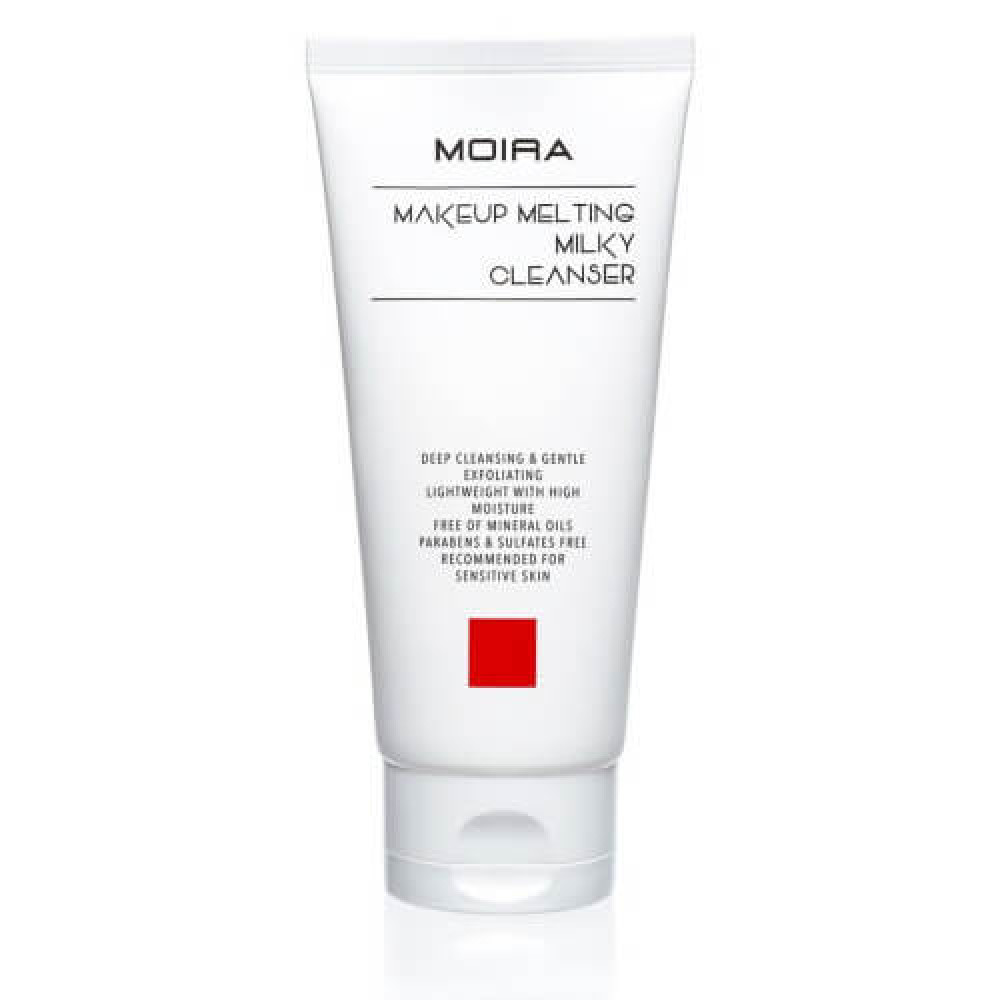 MOIRA
MAKEUP MELTING
MILKY
CLEANSER
DEEP CLEANSING & GENTLE
EXFOLIATING
LIGHTWEIGHT WITH HIGH
MOISTURE
FREE OF MINERAL OILS
PARABENS & SULFATES FREE
RECOMMENDED FOR
SENSITIVE SKIN